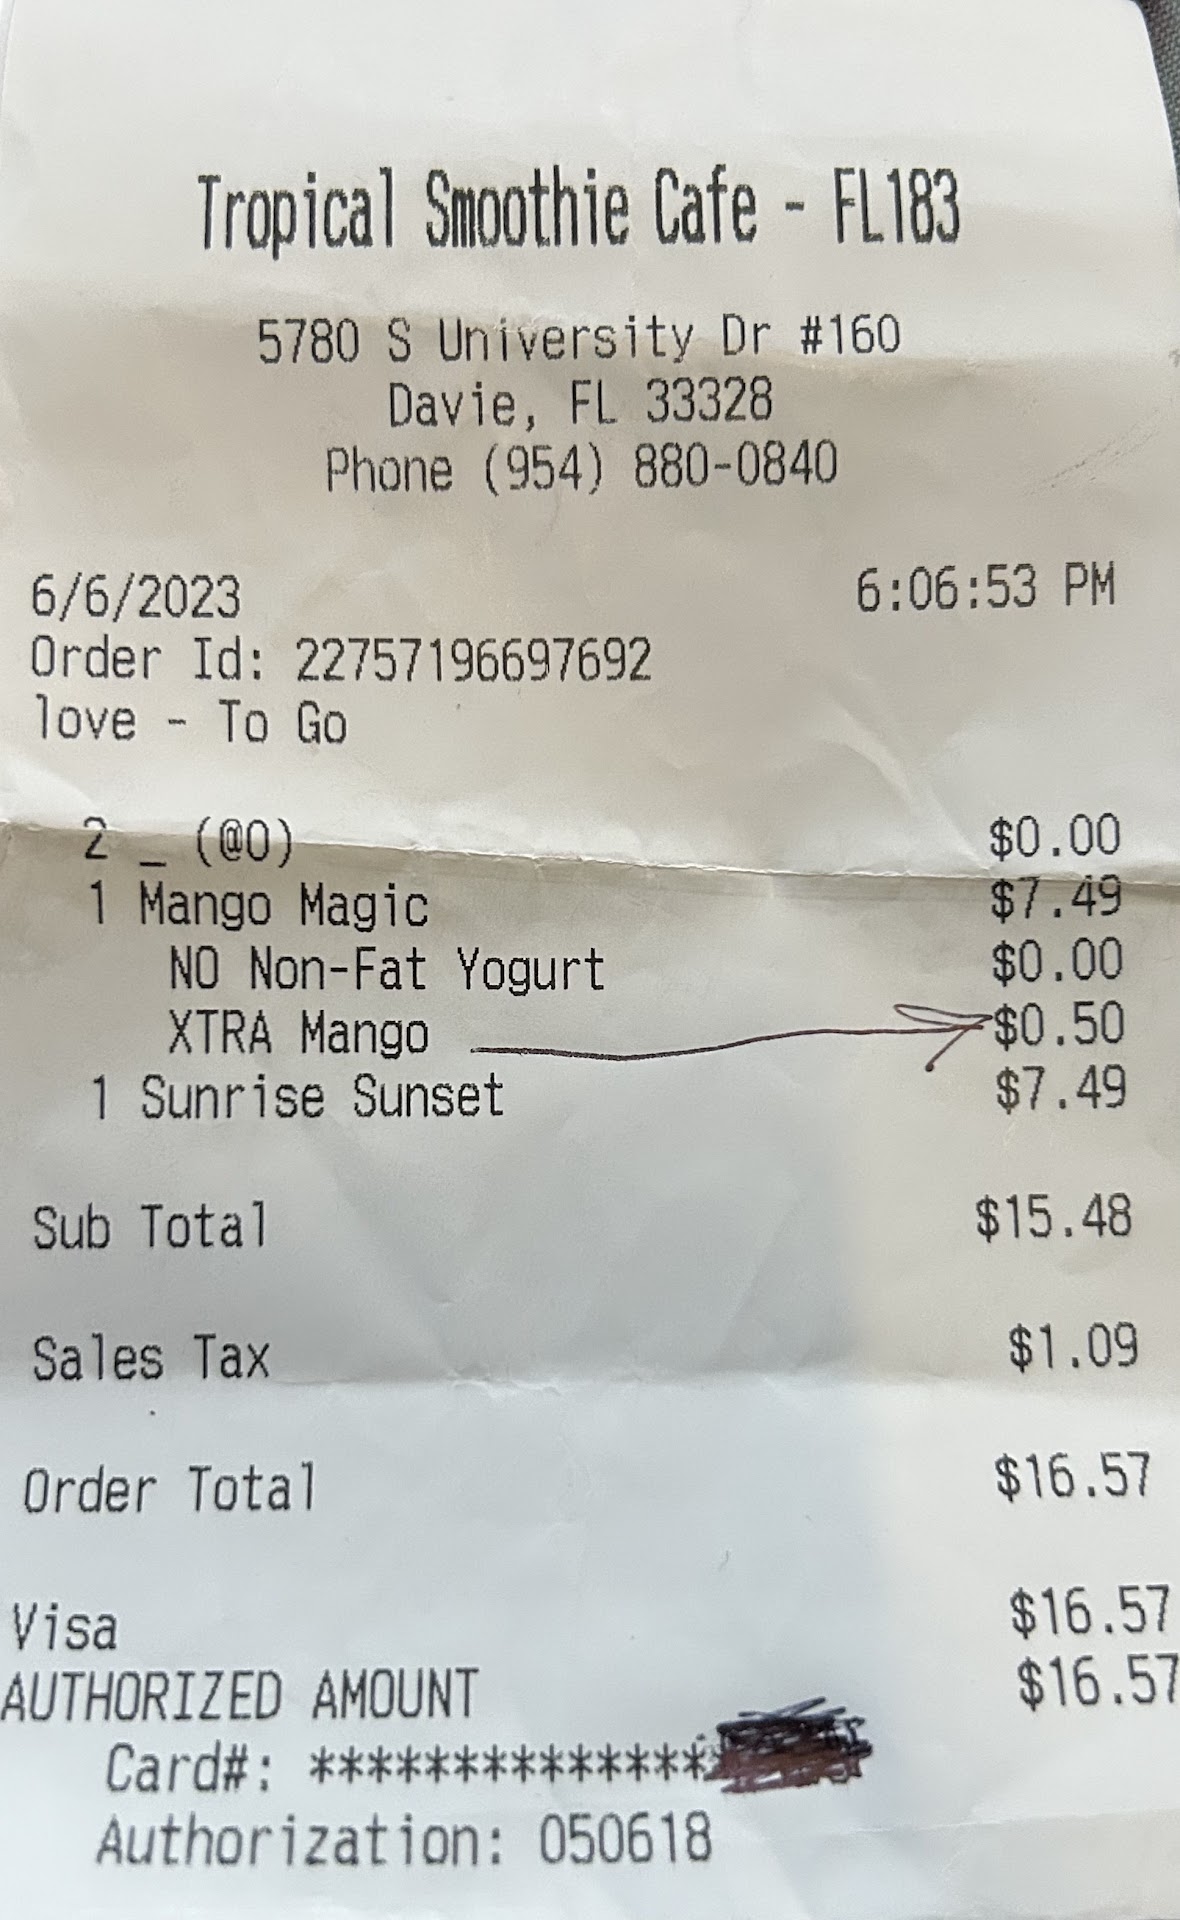 Tropical Smoothie Cafe - FL183
5780 S University Dr #160
Davie, FL 33328
Phone (954) 880-0840
6/6/2023 6:06:53 PM
Order Id: 22757196697692
love - To Go
2 _ (@0) $0.00
1 Mango Magic $7.49
NO Non-Fat Yogurt $0.00
XTRA Mango $0.50
1 Sunrise Sunset $7.49
Sub Total $15.48
Sales Tax $1.09
Order Total $16.57
Visa $16.57
AUTHORIZED AMOUNT $16.57
Card#: **************
Authorization: 050618